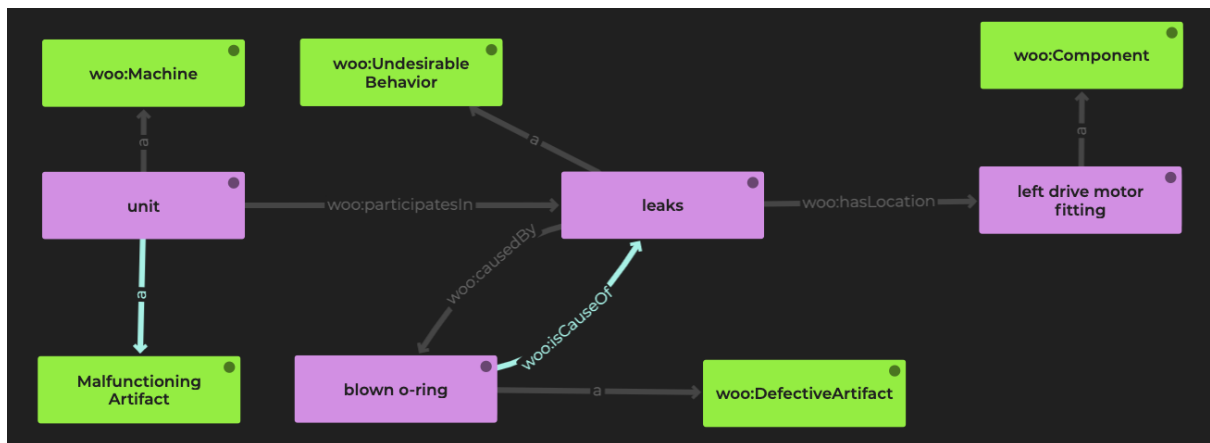 woo:Machine
woo:Undesirable
Behavior
woo:Component
a
a
a
unit
woo:participatesIn
leaks
woo:hasLocation
left drive motor
fitting
woo:causedBy
a
woo:isCauseOf
Malfunctioning
Artifact
blown o-ring
a
woo:DefectiveArtifact